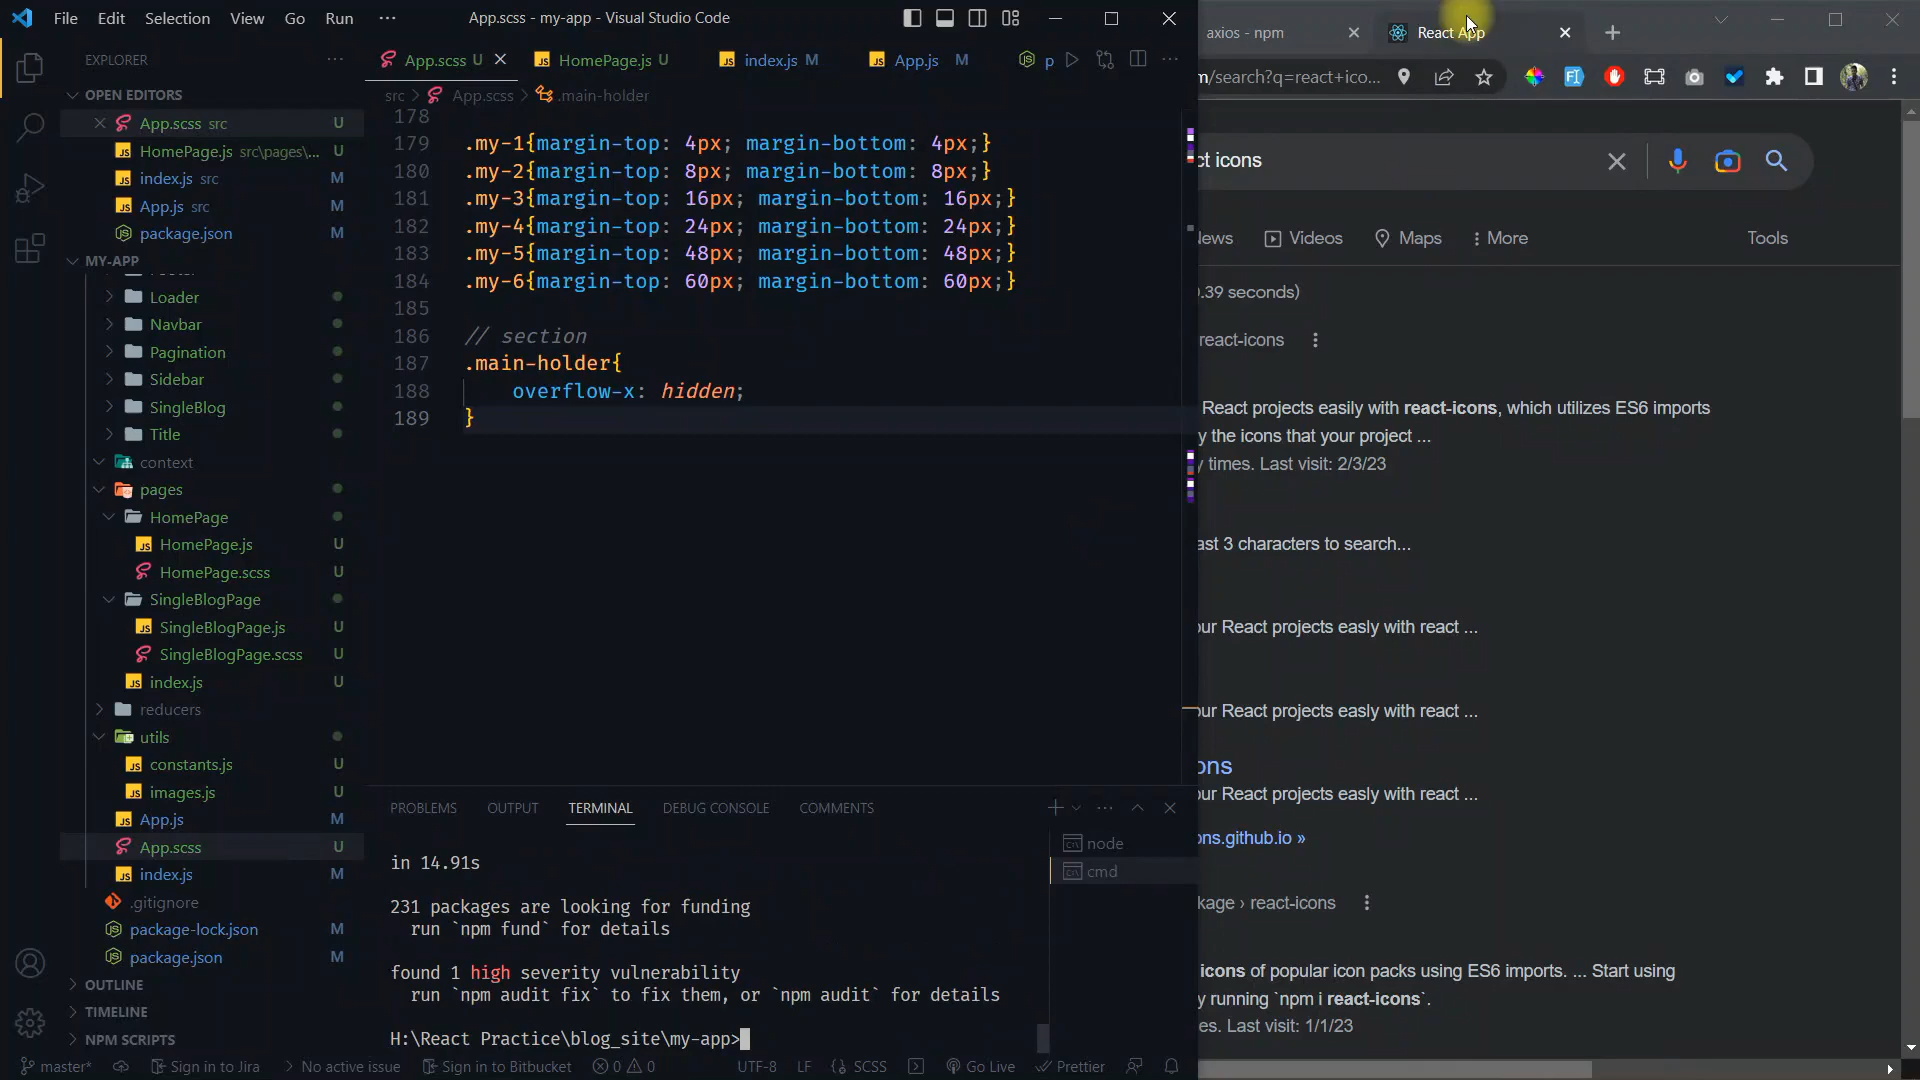 File Edit Selection View Go Run ··· App.scss - my-app - Visual Studio Code
EXPLORER ···
OPEN EDITORS
App.scss src U
HomePage.js src\pages\... U
index.js src M
App.js src M
package.json M
MY-APP
Loader
Navbar
Pagination
Sidebar
SingleBlog
Title
context
pages
HomePage
HomePage.js U
HomePage.scss U
SingleBlogPage
SingleBlogPage.js U
SingleBlogPage.scss U
index.js U
reducers
utils
constants.js U
images.js U
App.js M
App.scss U
index.js M
.gitignore
package-lock.json M
package.json M
OUTLINE
TIMELINE
NPM SCRIPTS
App.scss U HomePage.js U index.js M App.js M p
src > App.scss > .main-holder
178
179 .my-1{margin-top: 4px; margin-bottom: 4px;}
180 .my-2{margin-top: 8px; margin-bottom: 8px;}
181 .my-3{margin-top: 16px; margin-bottom: 16px;}
182 .my-4{margin-top: 24px; margin-bottom: 24px;}
183 .my-5{margin-top: 48px; margin-bottom: 48px;}
184 .my-6{margin-top: 60px; margin-bottom: 60px;}
185
186 // section
187 .main-holder{
188 overflow-x: hidden;
189 }
PROBLEMS OUTPUT TERMINAL DEBUG CONSOLE COMMENTS
in 14.91s
231 packages are looking for funding
run `npm fund` for details
found 1 high severity vulnerability
run `npm audit fix` to fix them, or `npm audit` for details
H:\React Practice\blog_site\my-app>
node
cmd
master* Sign in to Jira No active issue Sign in to Bitbucket 0 0 UTF-8 LF {} SCSS Go Live Prettier
axios - npm React App
m/search?q=react+ico...
ct icons
News Videos Maps More Tools
0.39 seconds)
react-icons
React projects easily with react-icons, which utilizes ES6 imports
y the icons that your project ...
y times. Last visit: 2/3/23
ast 3 characters to search...
our React projects easly with react ...
our React projects easly with react ...
ons
our React projects easly with react ...
ons.github.io »
kage › react-icons
icons of popular icon packs using ES6 imports. ... Start using
y running `npm i react-icons`.
es. Last visit: 1/1/23